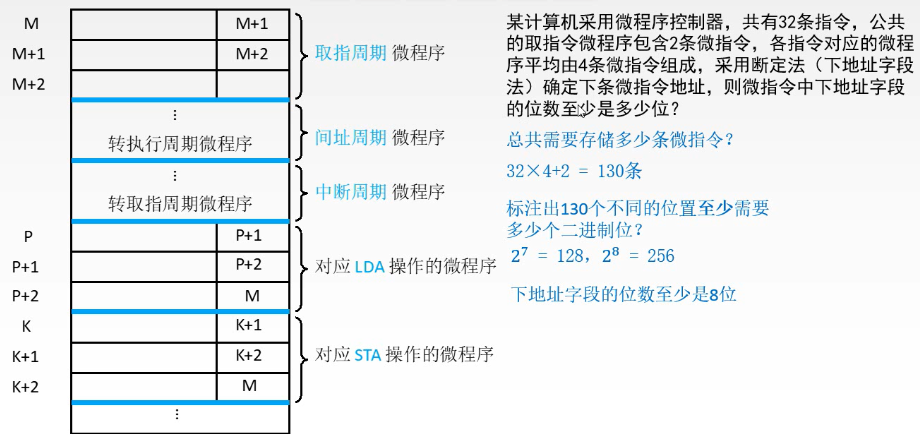 M
M+1
M+1
M+2
M+2
取指周期 微程序
⋮
转执行周期微程序
间址周期 微程序
⋮
转取指周期微程序
中断周期 微程序
P
P+1
P+1
P+2
P+2
M
对应 LDA 操作的微程序
K
K+1
K+1
K+2
K+2
M
对应 STA 操作的微程序
⋮
某计算机采用微程序控制器，共有32条指令，公共
的取指令微程序包含2条微指令，各指令对应的微程
序平均由4条微指令组成，采用断定法（下地址字段
法）确定下条微指令地址，则微指令中下地址字段
的位数至少是多少位？
总共需要存储多少条微指令？
32×4+2 = 130条
标注出130个不同的位置至少需要
多少个二进制位？
2⁷ = 128，2⁸ = 256
下地址字段的位数至少是8位